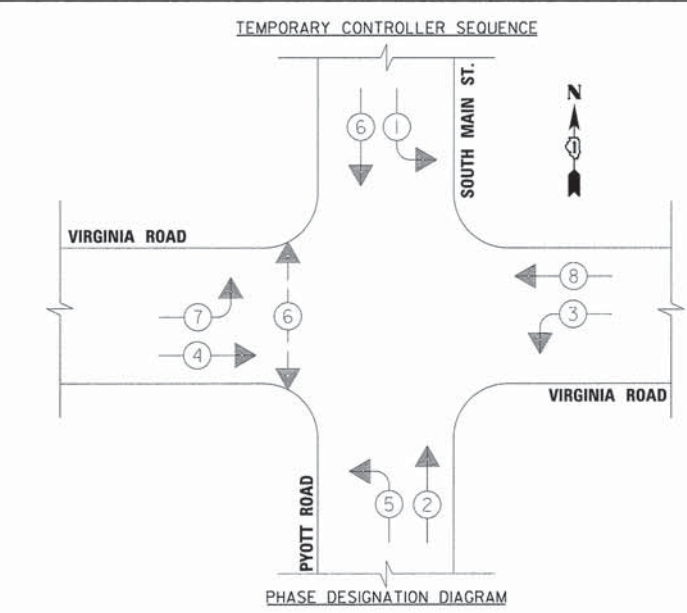 TEMPORARY CONTROLLER SEQUENCE
SOUTH MAIN ST.
N
1
6 1
VIRGINIA ROAD
8
7
6
3
4
VIRGINIA ROAD
PYOTT ROAD
5 2
PHASE DESIGNATION DIAGRAM